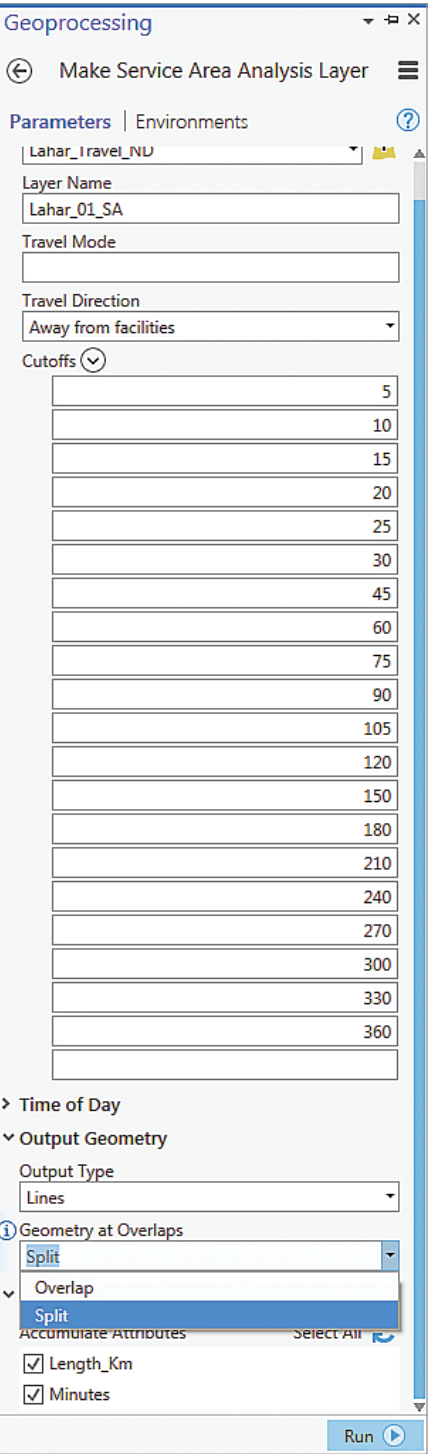 Geoprocessing
Make Service Area Analysis Layer
Parameters | Environments
Lahar_Travel_ND
Layer Name
Lahar_01_SA
Travel Mode
Travel Direction
Away from facilities
Cutoffs
5
10
15
20
25
30
45
60
75
90
105
120
150
180
210
240
270
300
330
360
Time of Day
Output Geometry
Output Type
Lines
Geometry at Overlaps
Split
Overlap
Split
Accumulate Attributes Select All
Length_Km
Minutes
Run